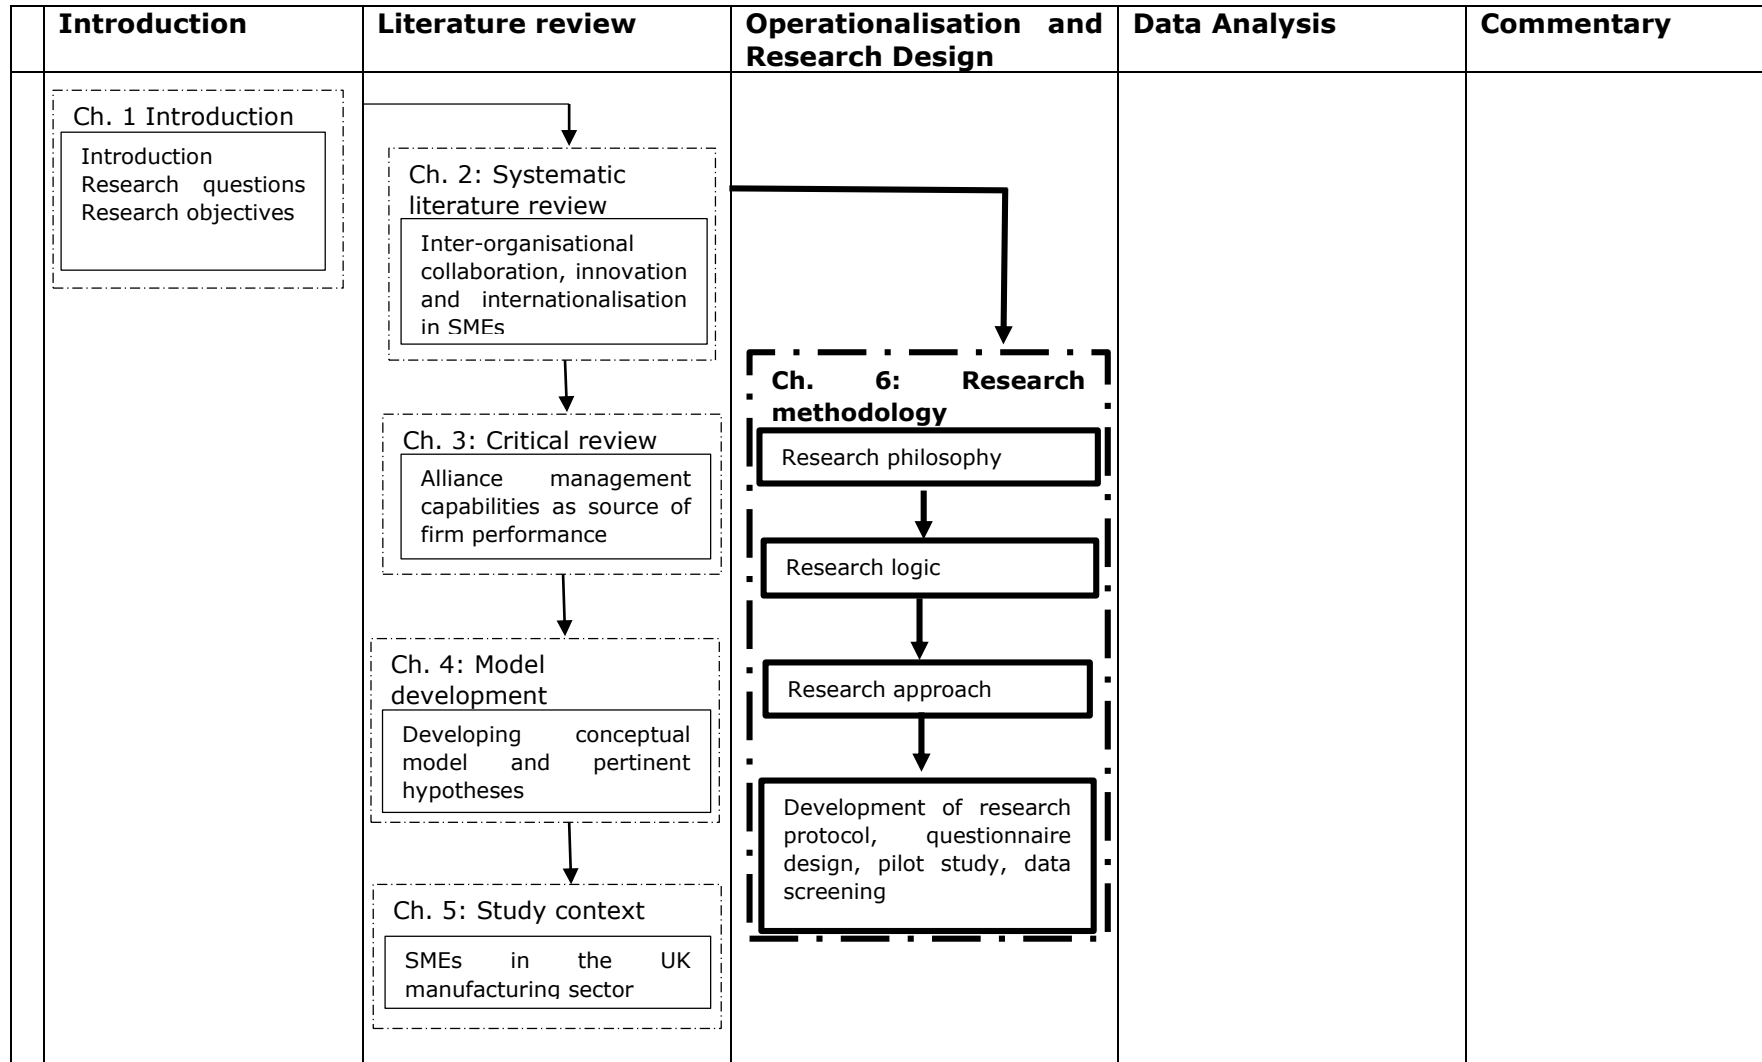 Introduction
Literature review
Operationalisation and
Research Design
Data Analysis
Commentary
Ch. 1 Introduction
Introduction
Research questions
Research objectives
Ch. 2: Systematic
literature review
Inter-organisational
collaboration, innovation
and internationalisation
in SMEs
Ch. 3: Critical review
Alliance management
capabilities as source of
firm performance
Ch. 4: Model
development
Developing conceptual
model and pertinent
hypotheses
Ch. 5: Study context
SMEs in the UK
manufacturing sector
Ch. 6: Research
methodology
Research philosophy
Research logic
Research approach
Development of research
protocol, questionnaire
design, pilot study, data
screening